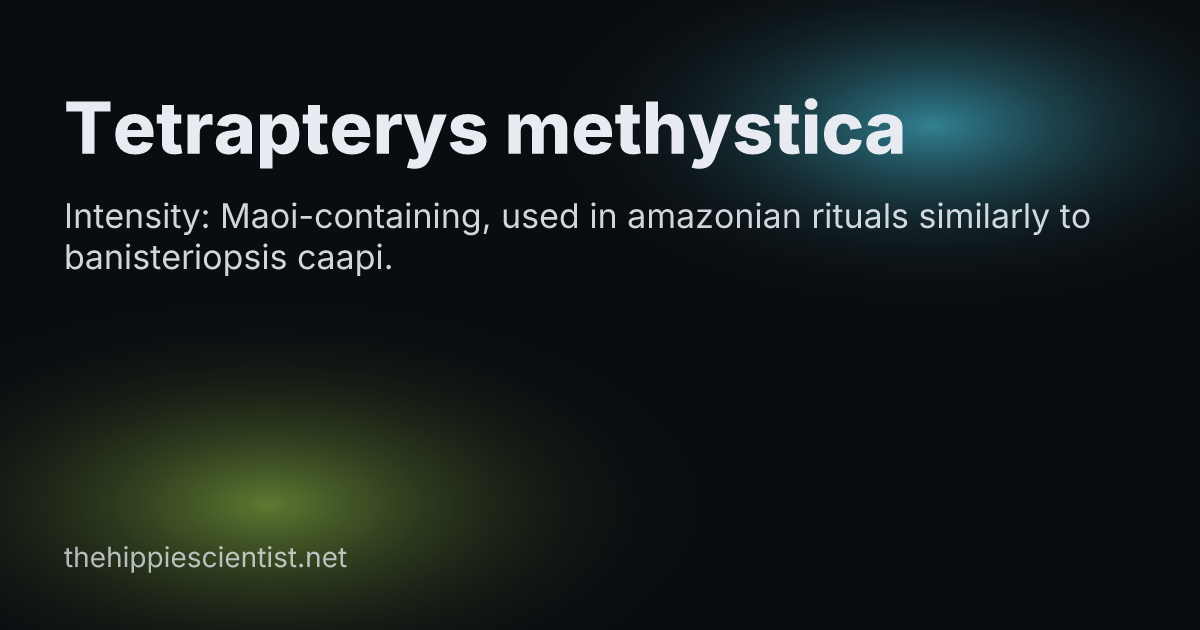 Tetrapterys methystica
Intensity: Maoi-containing, used in amazonian rituals similarly to
banisteriopsis caapi.
thehippiescientist.net